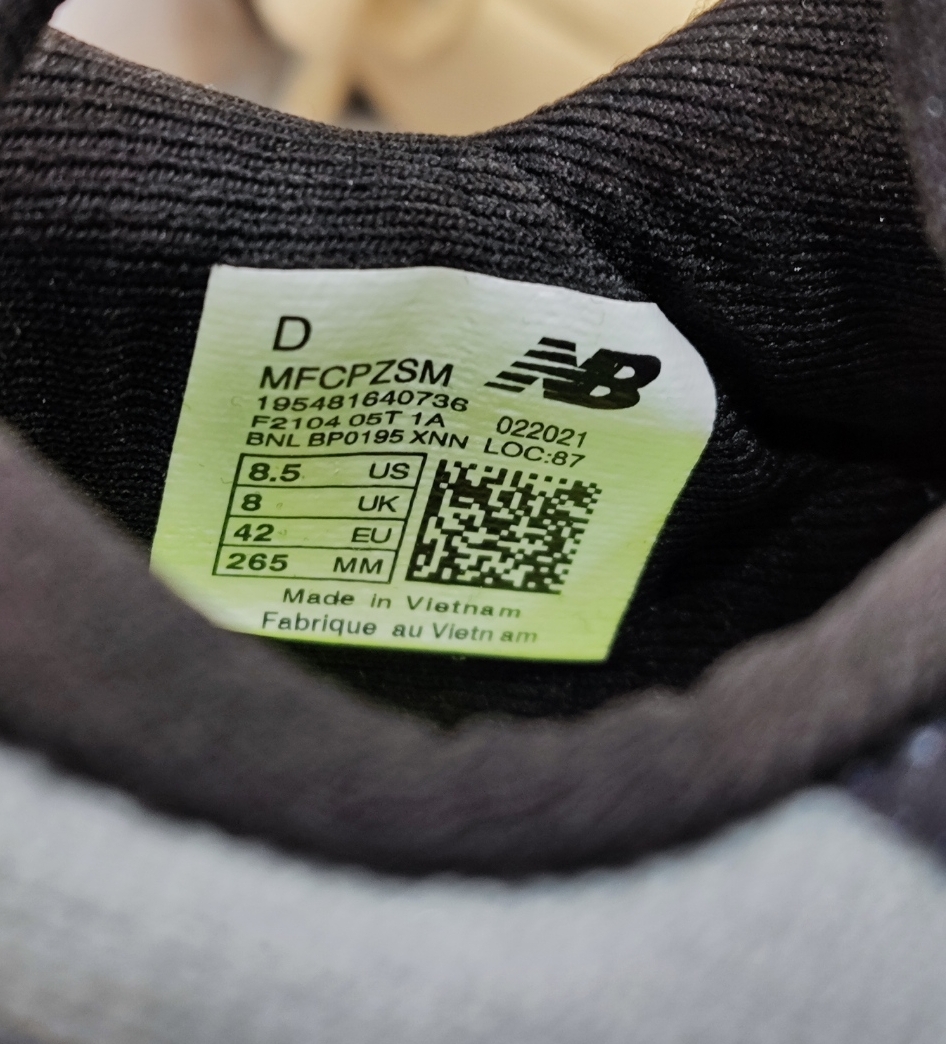 D
NB
MFCPZSM
195481640736
F2104 05T 1A
022021
BNL BP0195 XNN
LOC:87
8.5 US
8 UK
42 EU
265 MM
Made in Vietnam
Fabrique au Vietnam